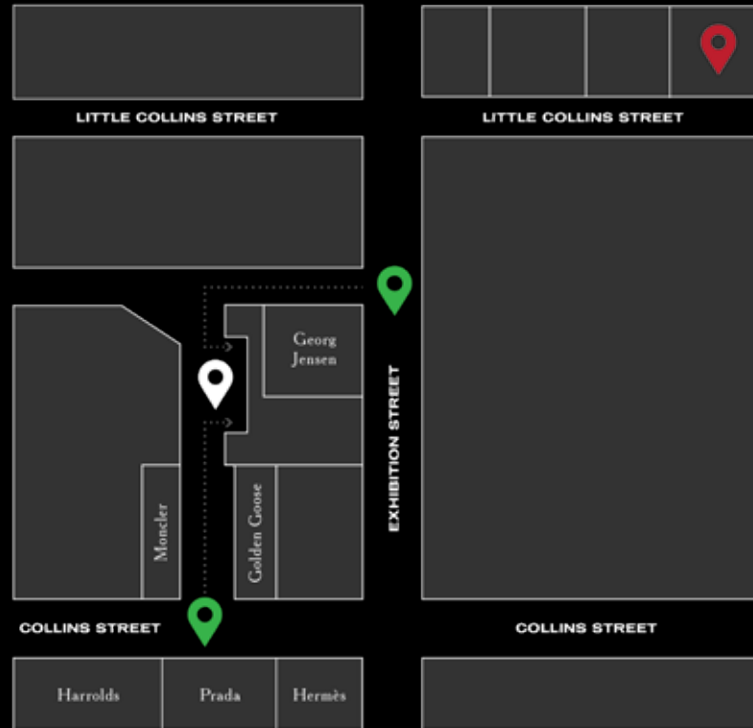 LITTLE COLLINS STREET
LITTLE COLLINS STREET
Georg
Jensen
EXHIBITION STREET
Moncler
Golden Goose
COLLINS STREET
COLLINS STREET
Harrolds
Prada
Hermès